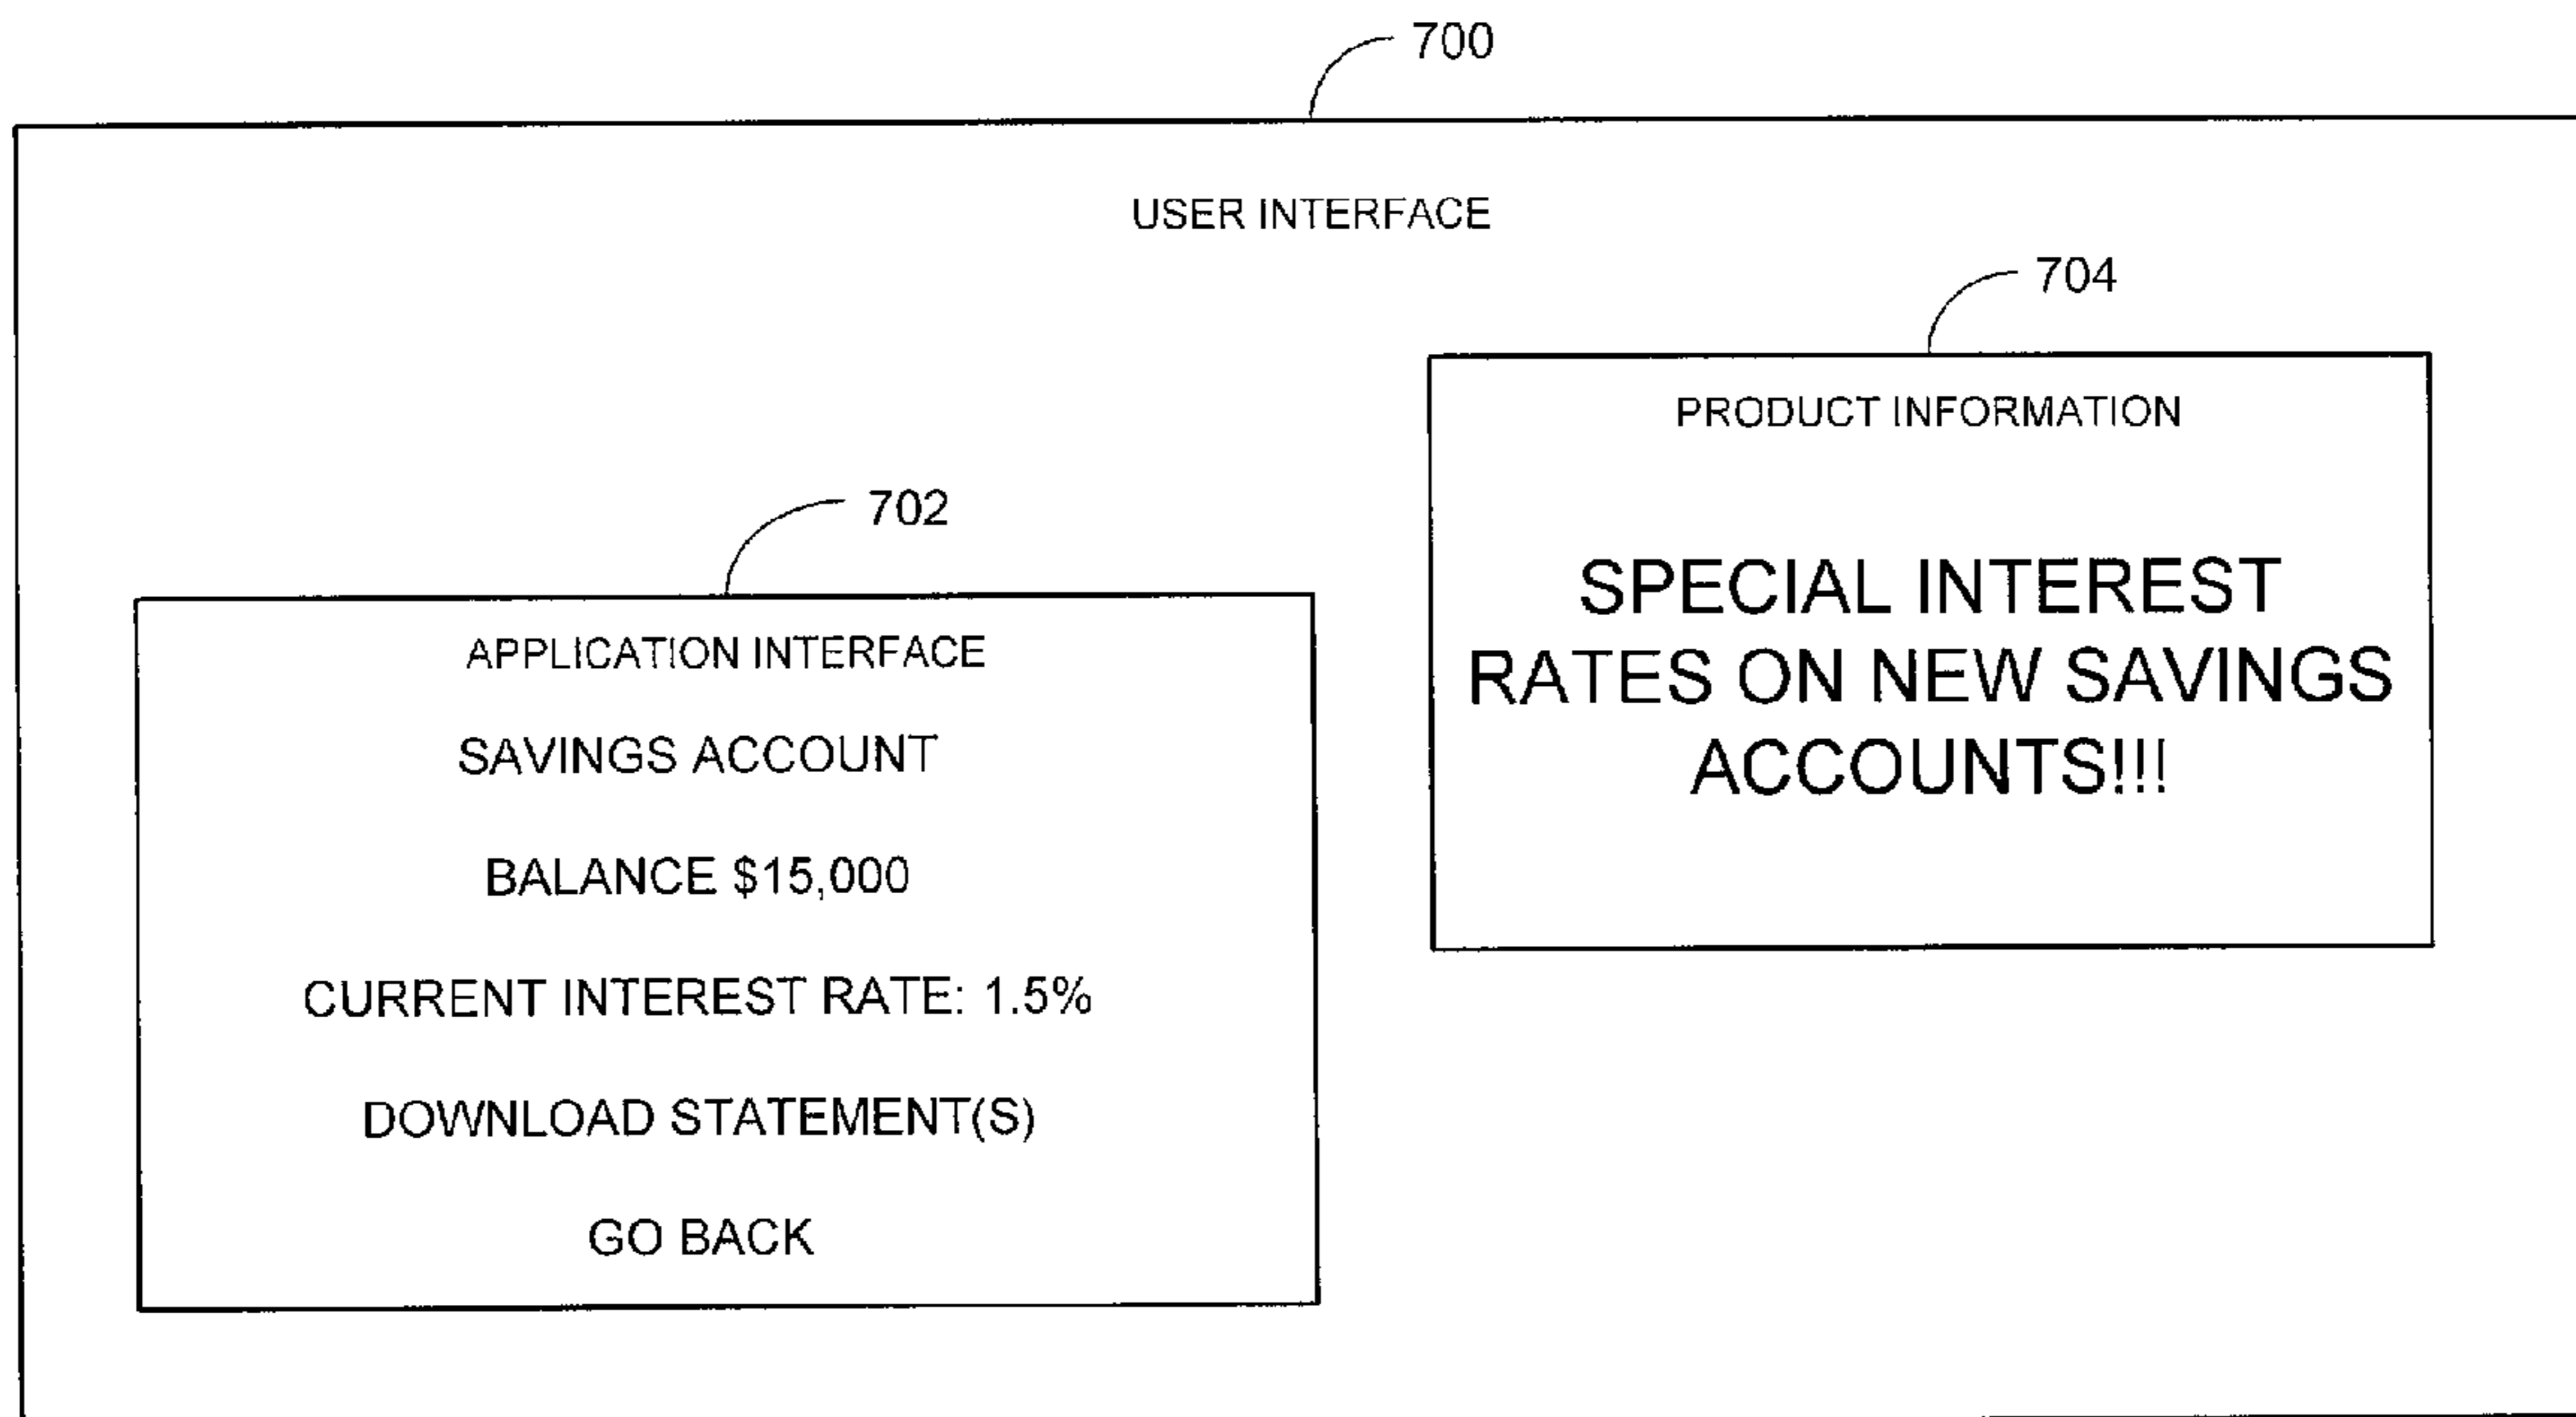 700
USER INTERFACE
704
PRODUCT INFORMATION
SPECIAL INTEREST
RATES ON NEW SAVINGS
ACCOUNTS!!!
702
APPLICATION INTERFACE
SAVINGS ACCOUNT
BALANCE $15,000
CURRENT INTEREST RATE: 1.5%
DOWNLOAD STATEMENT(S)
GO BACK